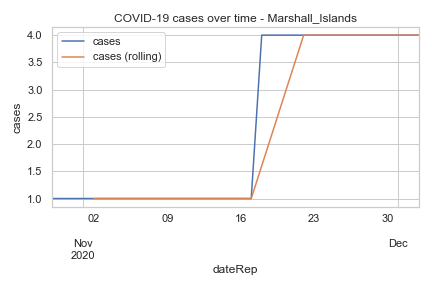 COVID-19 cases over time - Marshall_Islands
cases
cases (rolling)
cases
4.0
3.5
3.0
2.5
2.0
1.5
1.0
02 09 16 23 30
Nov Dec
2020
dateRep